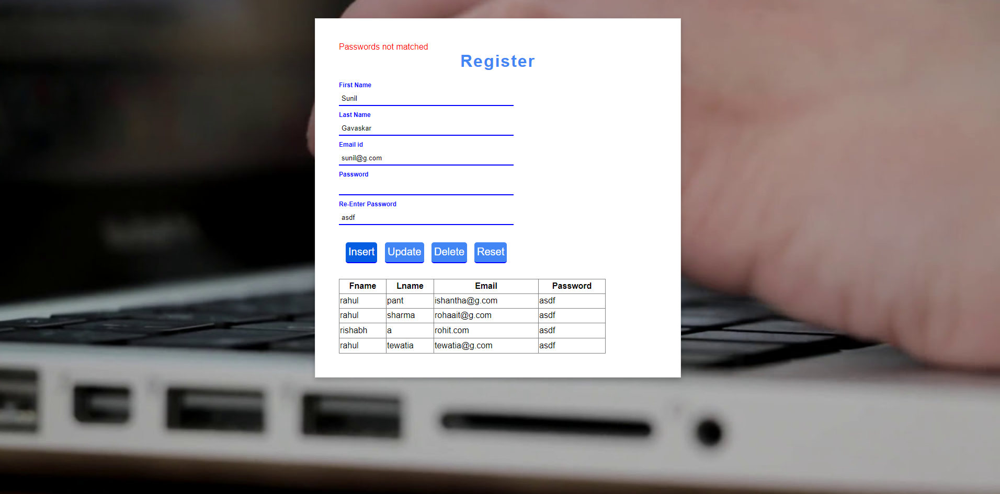 Passwords not matched
Register
First Name
Sunil
Last Name
Gavaskar
Email id
sunil@g.com
Password
Re-Enter Password
asdf
Insert Update Delete Reset
Fname Lname Email Password
rahul pant ishantha@g.com asdf
rahul sharma rohaait@g.com asdf
rishabh a rohit.com asdf
rahul tewatia tewatia@g.com asdf